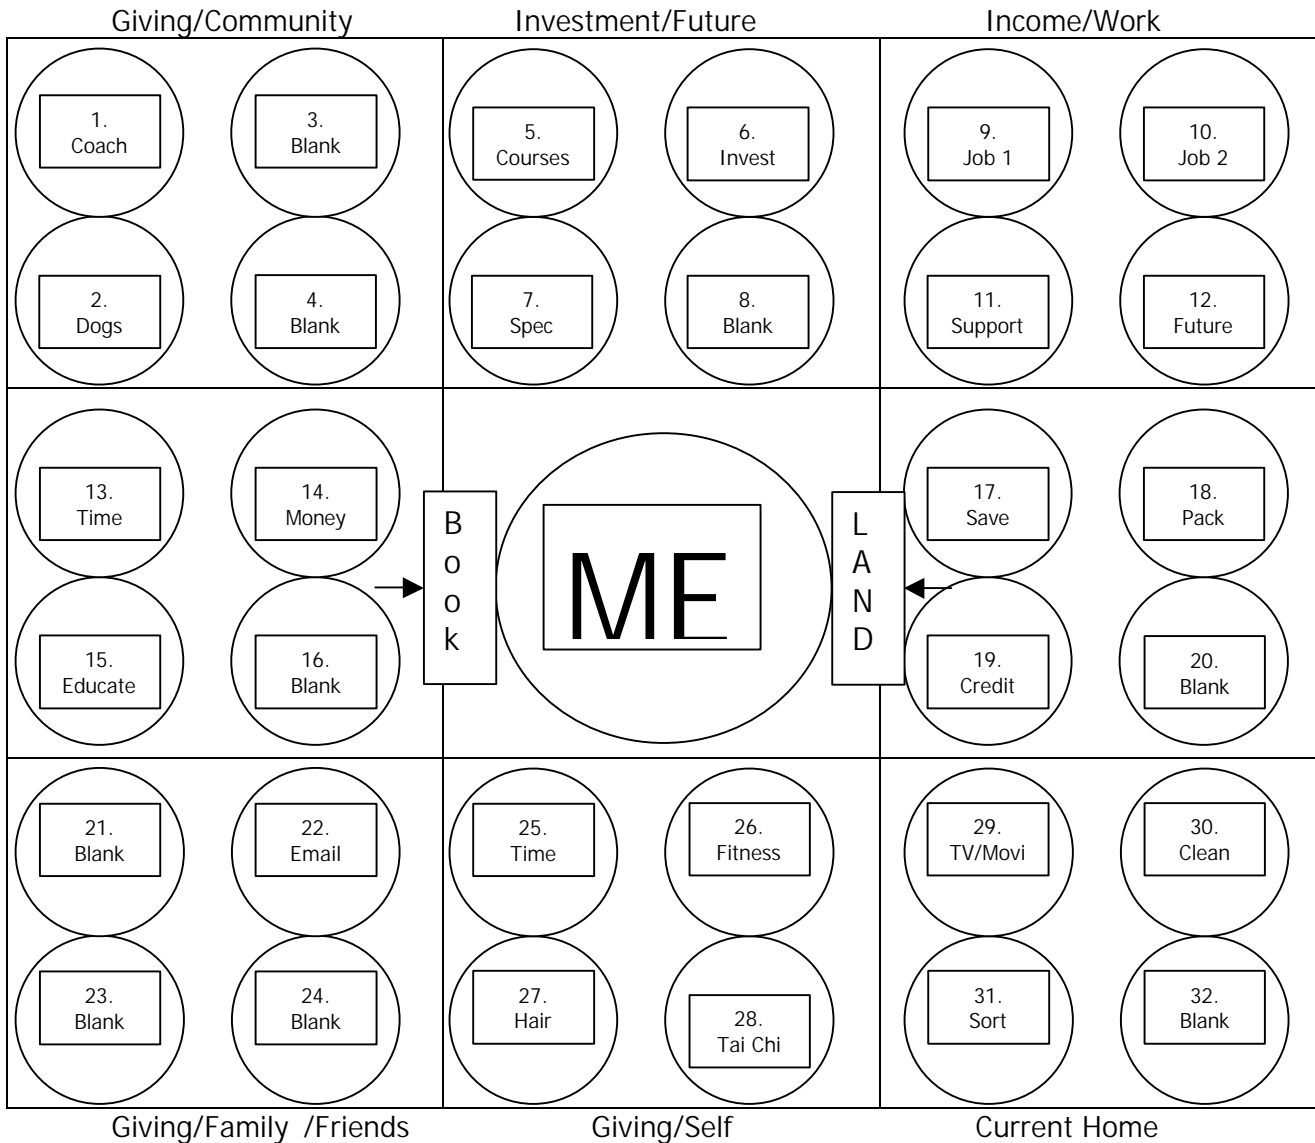 Giving/Community Investment/Future Income/Work
1.
Coach
3.
Blank
5.
Courses
6.
Invest
9.
Job 1
10.
Job 2
2.
Dogs
4.
Blank
7.
Spec
8.
Blank
11.
Support
12.
Future
13.
Time
14.
Money
15.
Educate
16.
Blank
B
o
o
k
ME
L
A
N
D
17.
Save
18.
Pack
19.
Credit
20.
Blank
21.
Blank
22.
Email
25.
Time
26.
Fitness
29.
TV/Movi
30.
Clean
23.
Blank
24.
Blank
27.
Hair
28.
Tai Chi
31.
Sort
32.
Blank
Giving/Family /Friends Giving/Self Current Home